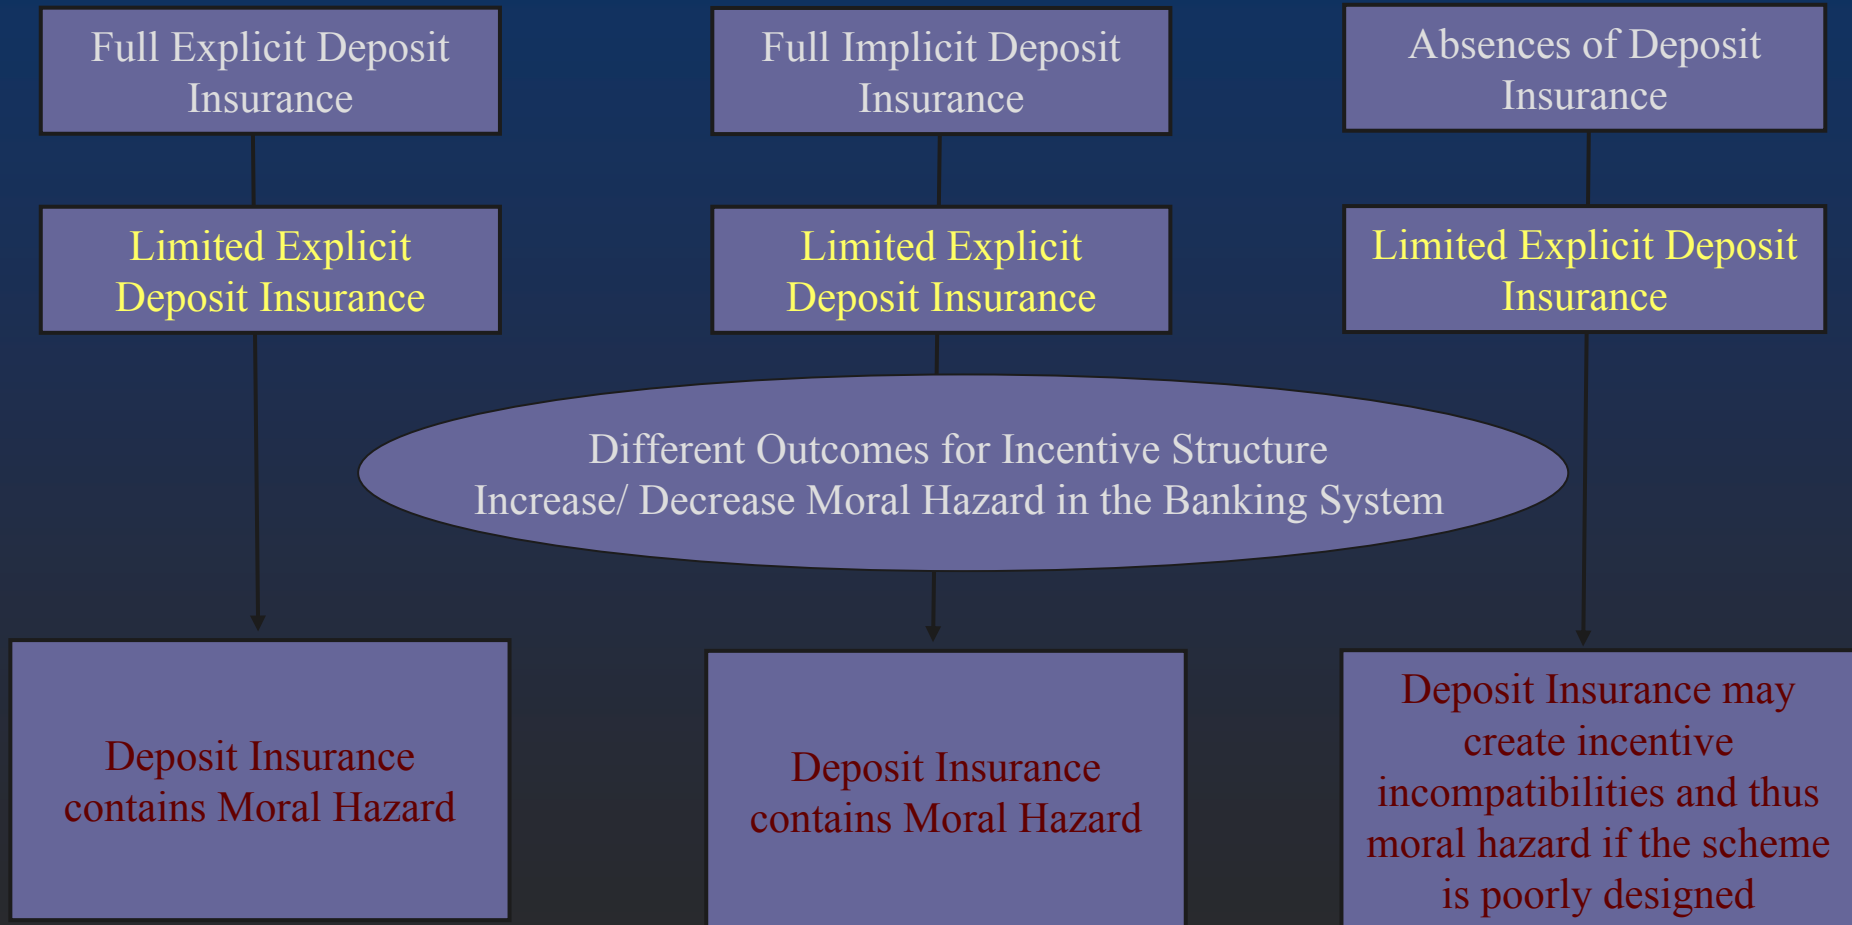 Full Explicit Deposit
Insurance
Full Implicit Deposit
Insurance
Absences of Deposit
Insurance
Limited Explicit
Deposit Insurance
Limited Explicit
Deposit Insurance
Limited Explicit Deposit
Insurance
Different Outcomes for Incentive Structure
Increase/ Decrease Moral Hazard in the Banking System
Deposit Insurance
contains Moral Hazard
Deposit Insurance
contains Moral Hazard
Deposit Insurance may
create incentive
incompatibilities and thus
moral hazard if the scheme
is poorly designed